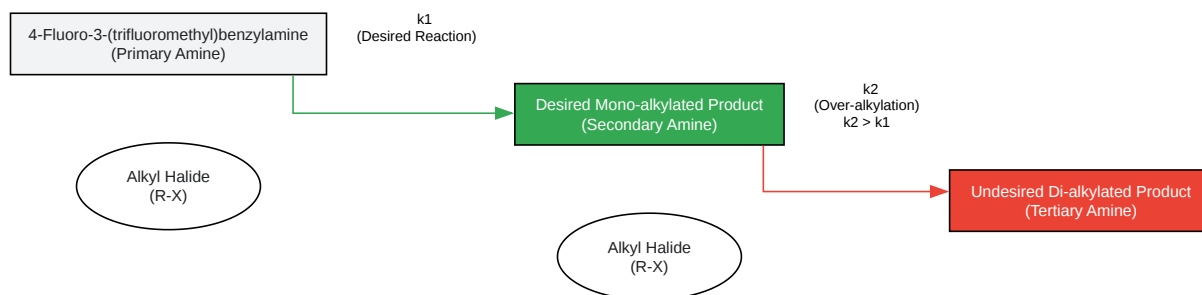 4-Fluoro-3-(trifluoromethyl)benzylamine
(Primary Amine)
k1
(Desired Reaction)
Desired Mono-alkylated Product
(Secondary Amine)
k2
(Over-alkylation)
k2 > k1
Alkyl Halide
(R-X)
Undesired Di-alkylated Product
(Tertiary Amine)
Alkyl Halide
(R-X)